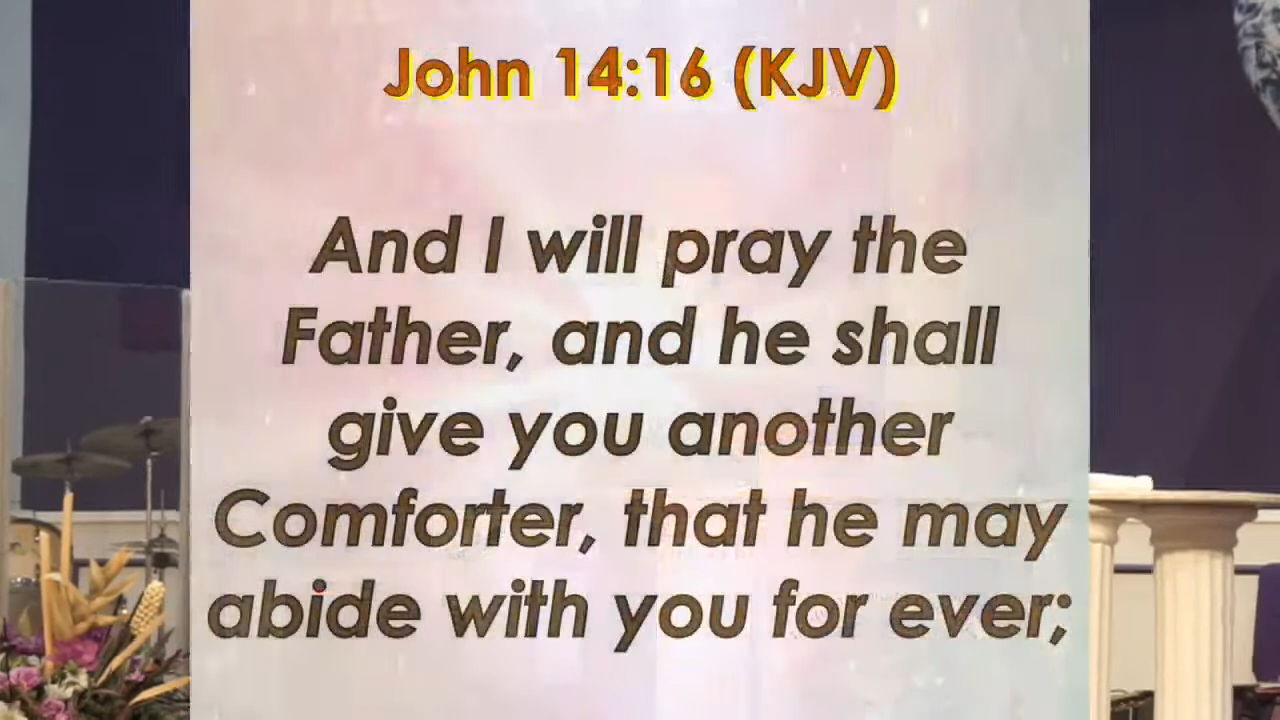 John 14:16 (KJV)
And I will pray the
Father, and he shall
give you another
Comforter, that he may
abide with you for ever;